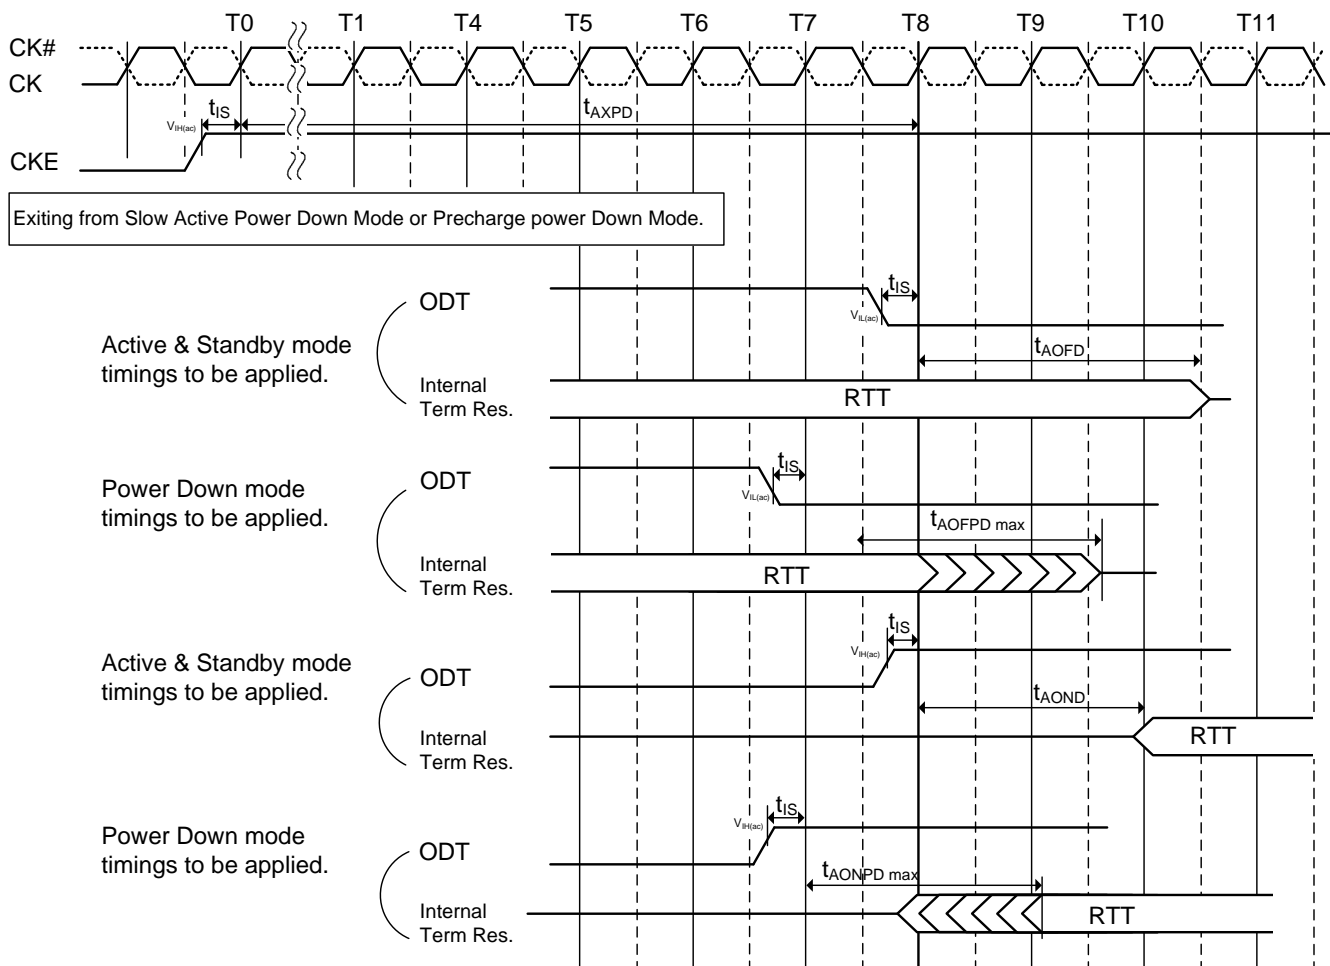 T0 T1 T4 T5 T6 T7 T8 T9 T10 T11
CK#
CK
tIS tAXPD
VIH(ac)
CKE
Exiting from Slow Active Power Down Mode or Precharge power Down Mode.
ODT
tIS
VIL(ac)
Active & Standby mode
timings to be applied.
tAOFD
Internal
Term Res.
RTT
Power Down mode
timings to be applied.
ODT
tIS
VIL(ac)
tAOFPD max
Internal
Term Res.
RTT
Active & Standby mode
timings to be applied.
ODT
tIS
VIH(ac)
tAOND
Internal
Term Res.
RTT
Power Down mode
timings to be applied.
ODT
tIS
VIH(ac)
tAONPD max
Internal
Term Res.
RTT